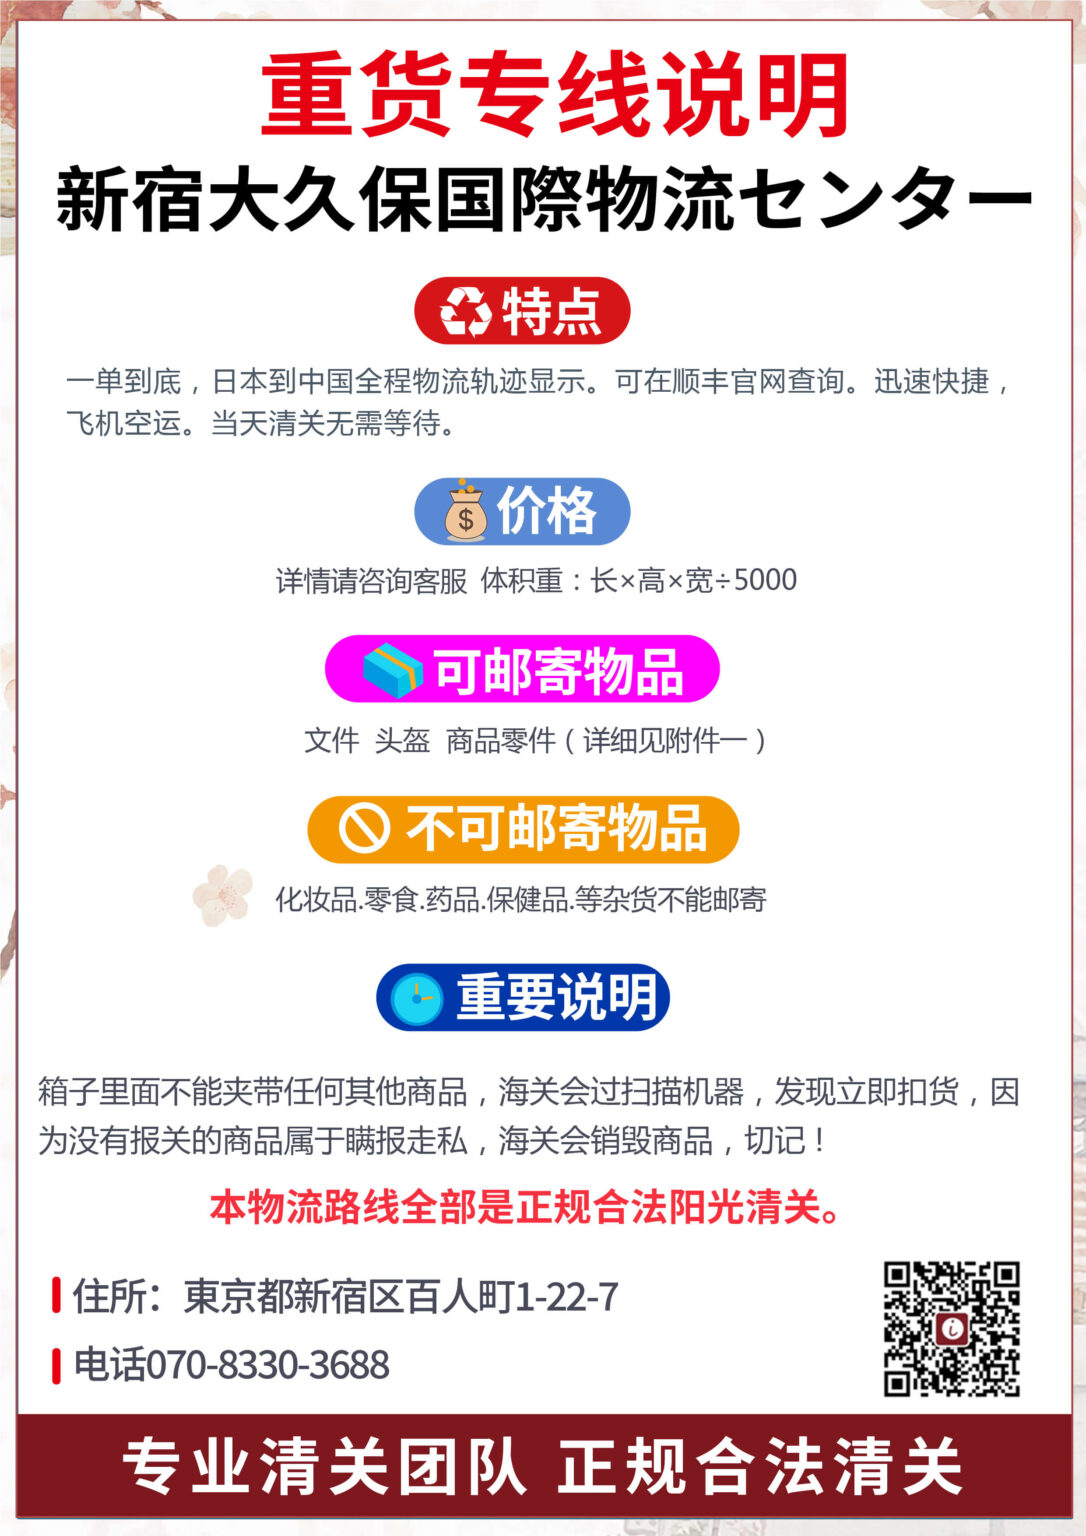 重货专线说明
新宿大久保国際物流センター
特点
一单到底，日本到中国全程物流轨迹显示。可在顺丰官网查询。迅速快捷，
飞机空运。当天清关无需等待。
$
价格
详情请咨询客服 体积重：长×高×宽÷5000
可邮寄物品
文件 头盔 商品零件（详细见附件一）
不可邮寄物品
化妆品.零食.药品.保健品.等杂货不能邮寄
重要说明
箱子里面不能夹带任何其他商品，海关会过扫描机器，发现立即扣货，因
为没有报关的商品属于瞒报走私，海关会销毁商品，切记！
本物流路线全部是正规合法阳光清关。
住所：東京都新宿区百人町1-22-7
电话070-8330-3688
专业清关团队 正规合法清关